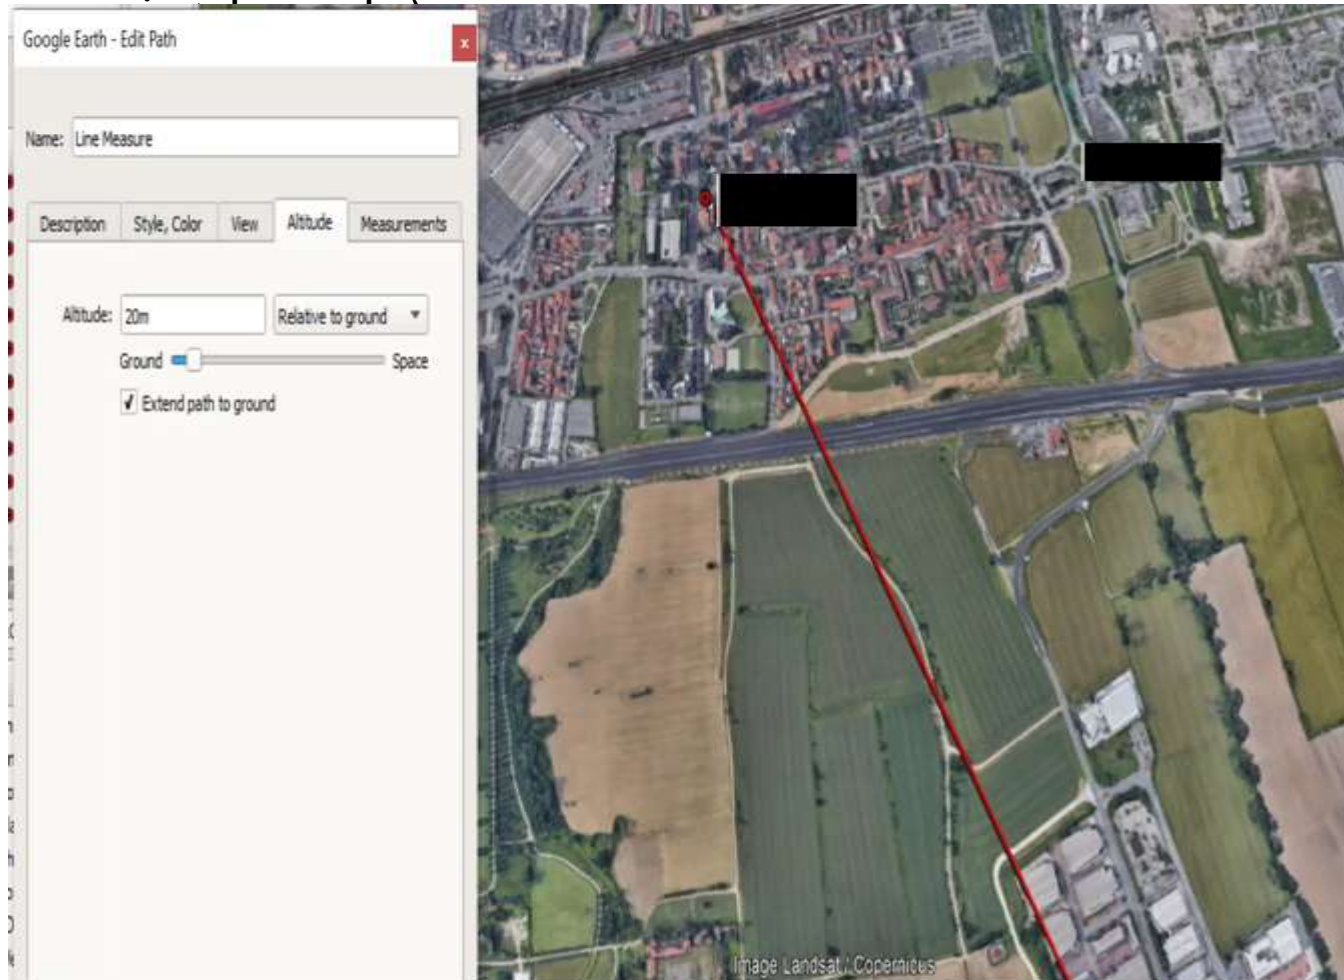 Google Earth - Edit Path
x
Name: Line Measure
Description Style, Color View Altitude Measurements
Altitude: 20m Relative to ground
Ground Space
Extend path to ground
Image Landsat / Copernicus